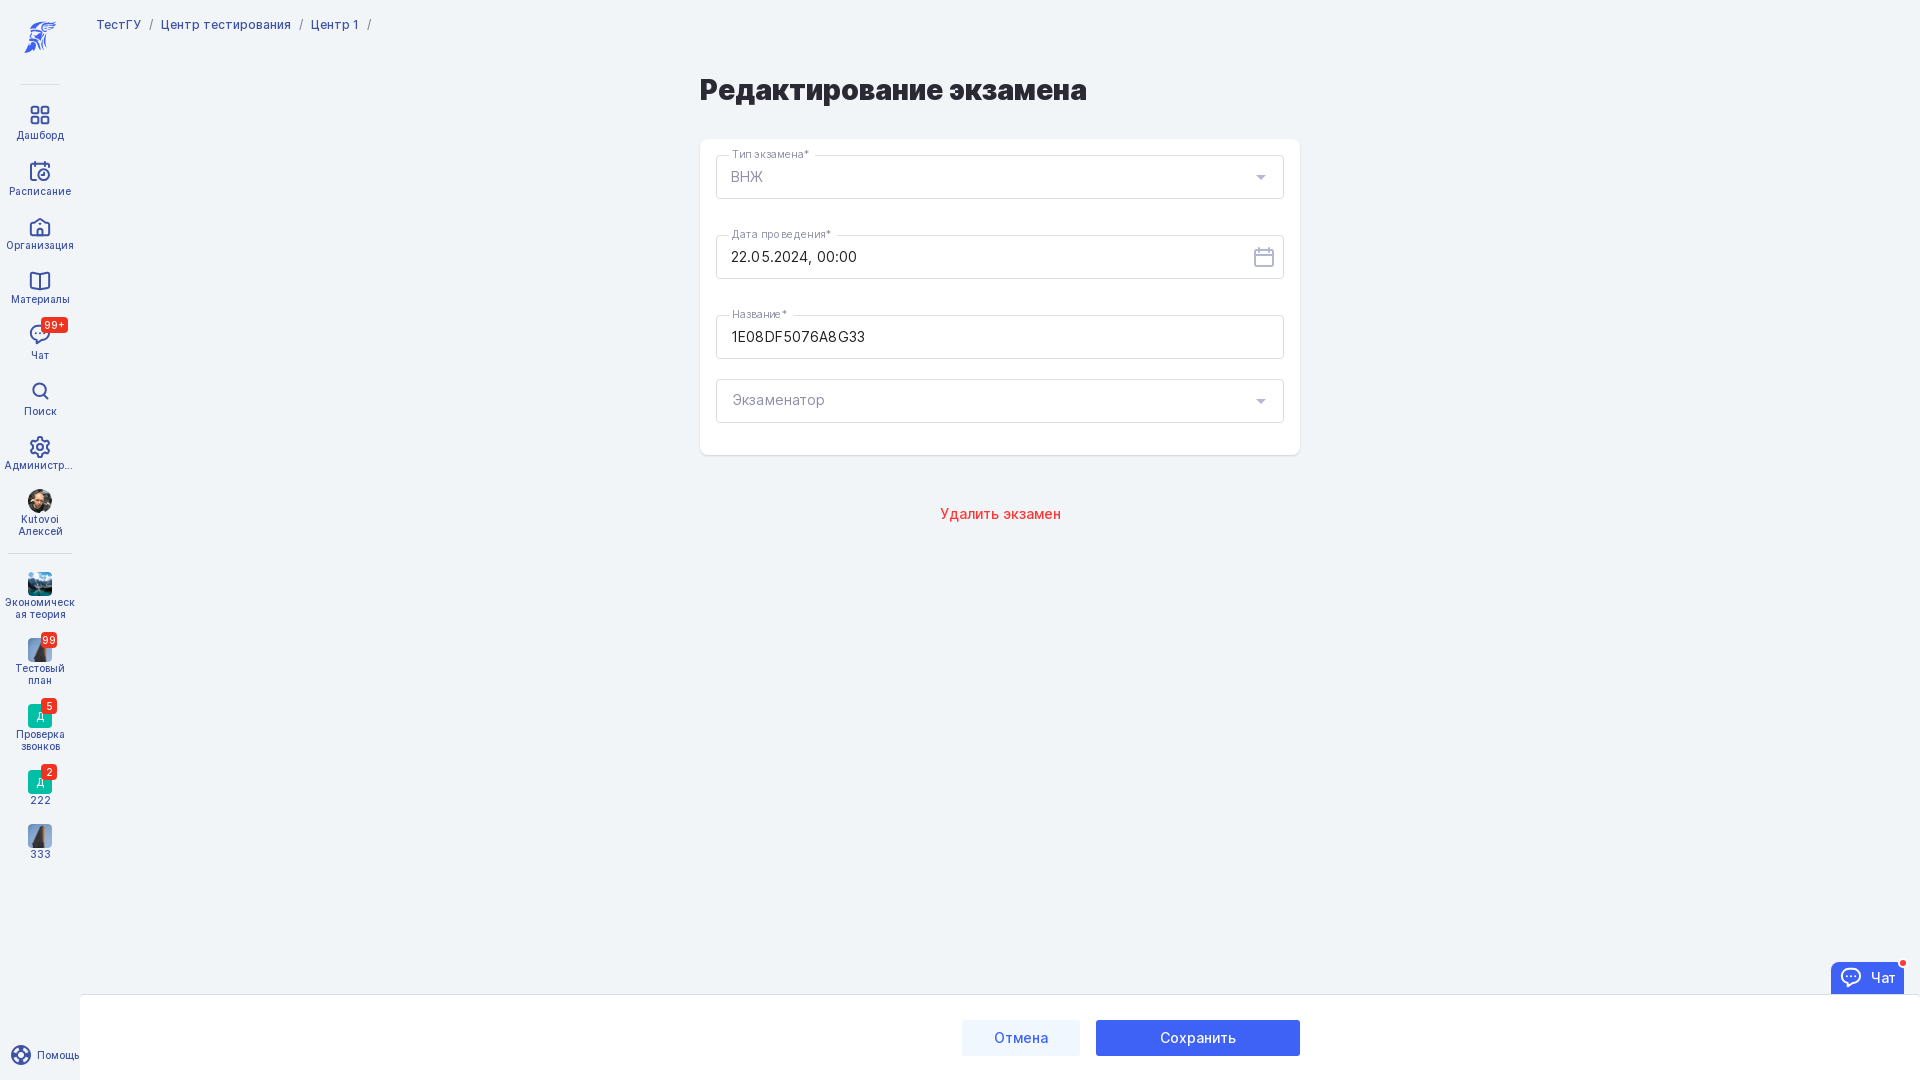 ТестГУ / Центр тестирования / Центр 1 /
Дашборд
Расписание
Организация
Материалы
99+
Чат
Поиск
Администр...
Kutovoi
Алексей
Экономическ
ая теория
99
Тестовый
план
Д
5
Проверка
звонков
Д
2
222
333
Помощь
Редактирование экзамена
Тип экзамена*
ВНЖ
Дата проведения*
22.05.2024, 00:00
Название*
1E08DF5076A8G33
Экзаменатор
Удалить экзамен
Чат
Отмена
Сохранить